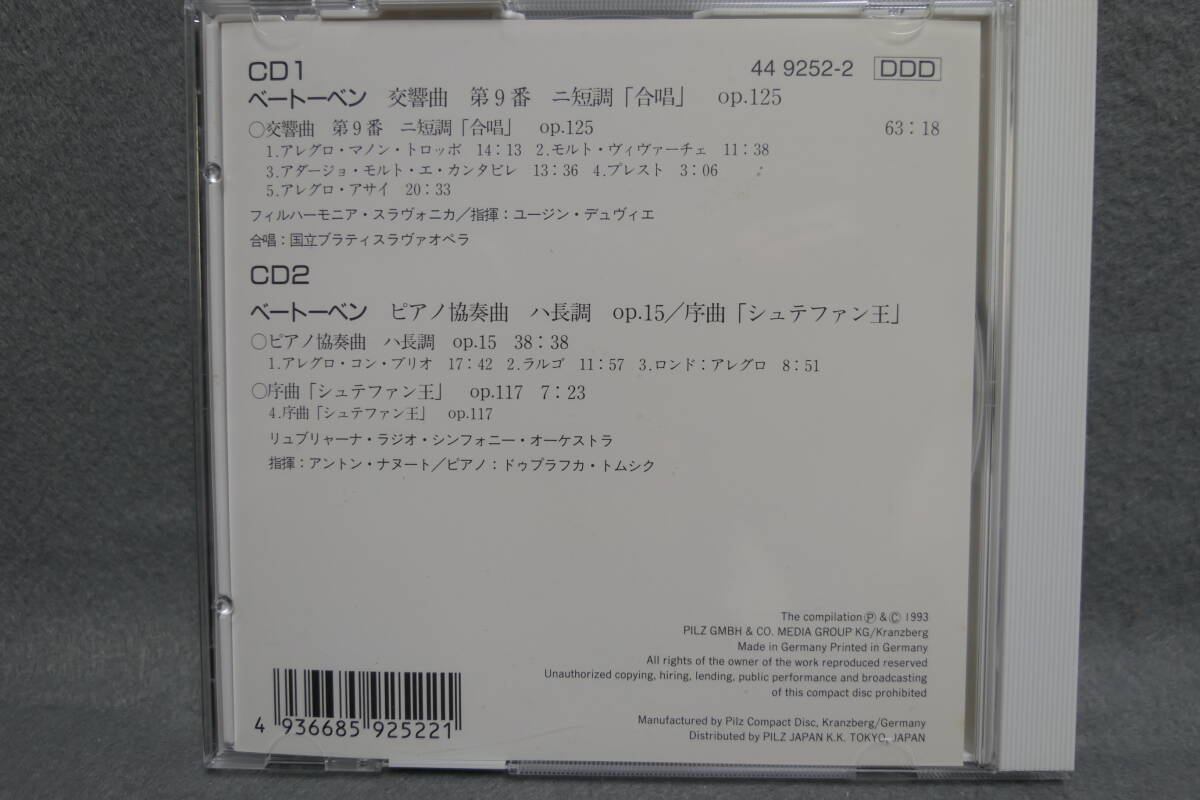 CD1 44 9252-2 DDD
ベートーベン 交響曲 第9番 ニ短調「合唱」 op.125
○交響曲 第9番 ニ短調「合唱」 op.125 63：18
1.アレグロ・マノン・トロッポ 14：13 2.モルト・ヴィヴァーチェ 11：38
3.アダージョ・モルト・エ・カンタビレ 13：36 4.プレスト 3：06
5.アレグロ・アサイ 20：33
フィルハーモニア・スラヴォニカ／指揮：ユージン・デュヴィエ
合唱：国立ブラティスラヴァオペラ
CD2
ベートーベン ピアノ協奏曲 ハ長調 op.15／序曲「シュテファン王」
○ピアノ協奏曲 ハ長調 op.15 38：38
1.アレグロ・コン・ブリオ 17：42 2.ラルゴ 11：57 3.ロンド：アレグロ 8：51
○序曲「シュテファン王」 op.117 7：23
4.序曲「シュテファン王」 op.117
リュブリャーナ・ラジオ・シンフォニー・オーケストラ
指揮：アントン・ナヌート／ピアノ：ドゥブラフカ・トムシク
The compilation Ⓟ & © 1993
PILZ GMBH & CO. MEDIA GROUP KG/Kranzberg
Made in Germany Printed in Germany
All rights of the owner of the work reproduced reserved
Unauthorized copying, hiring, lending, public performance and broadcasting
of this compact disc prohibited
Manufactured by Pilz Compact Disc, Kranzberg/Germany
Distributed by PILZ JAPAN K.K. TOKYO, JAPAN
4 936685 925221